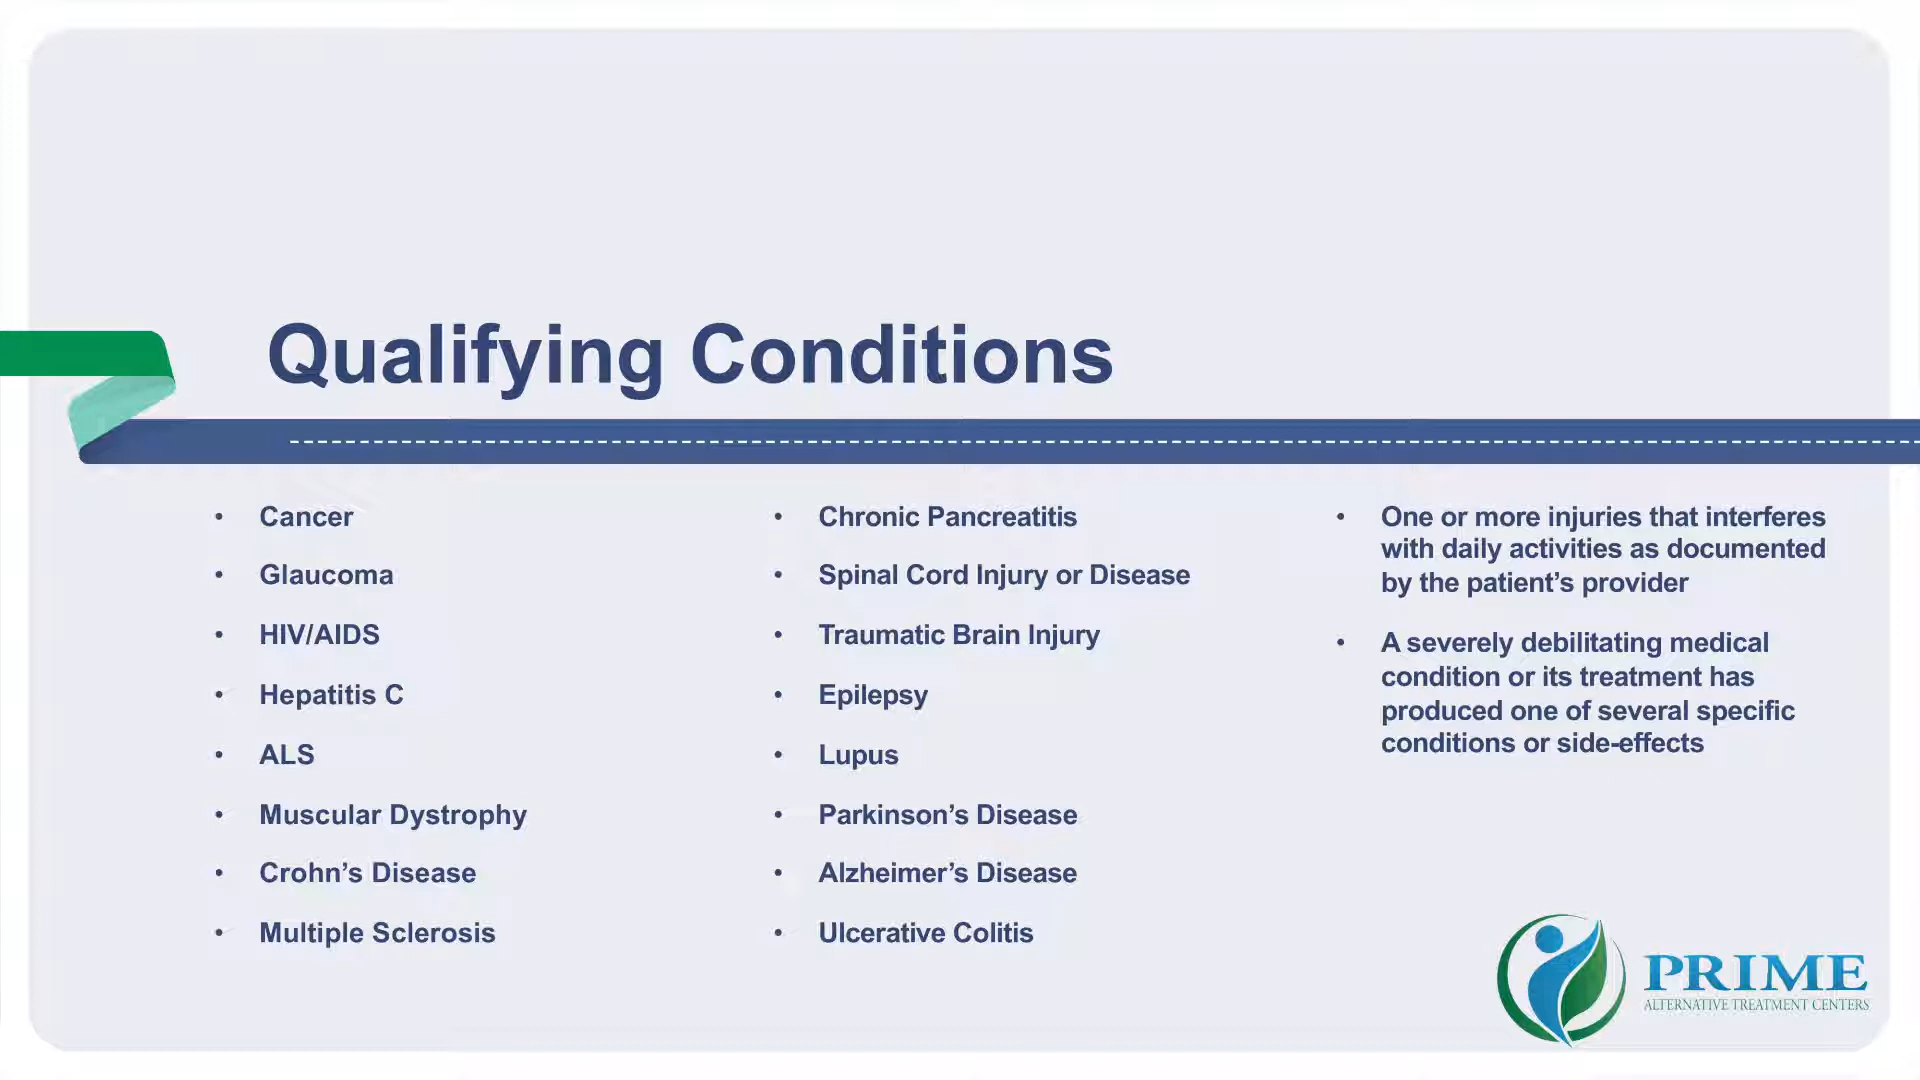 Qualifying Conditions
• Cancer
• Glaucoma
• HIV/AIDS
• Hepatitis C
• ALS
• Muscular Dystrophy
• Crohn’s Disease
• Multiple Sclerosis
• Chronic Pancreatitis
• Spinal Cord Injury or Disease
• Traumatic Brain Injury
• Epilepsy
• Lupus
• Parkinson’s Disease
• Alzheimer’s Disease
• Ulcerative Colitis
• One or more injuries that interferes
with daily activities as documented
by the patient’s provider
• A severely debilitating medical
condition or its treatment has
produced one of several specific
conditions or side-effects
PRIME
ALTERNATIVE TREATMENT CENTERS